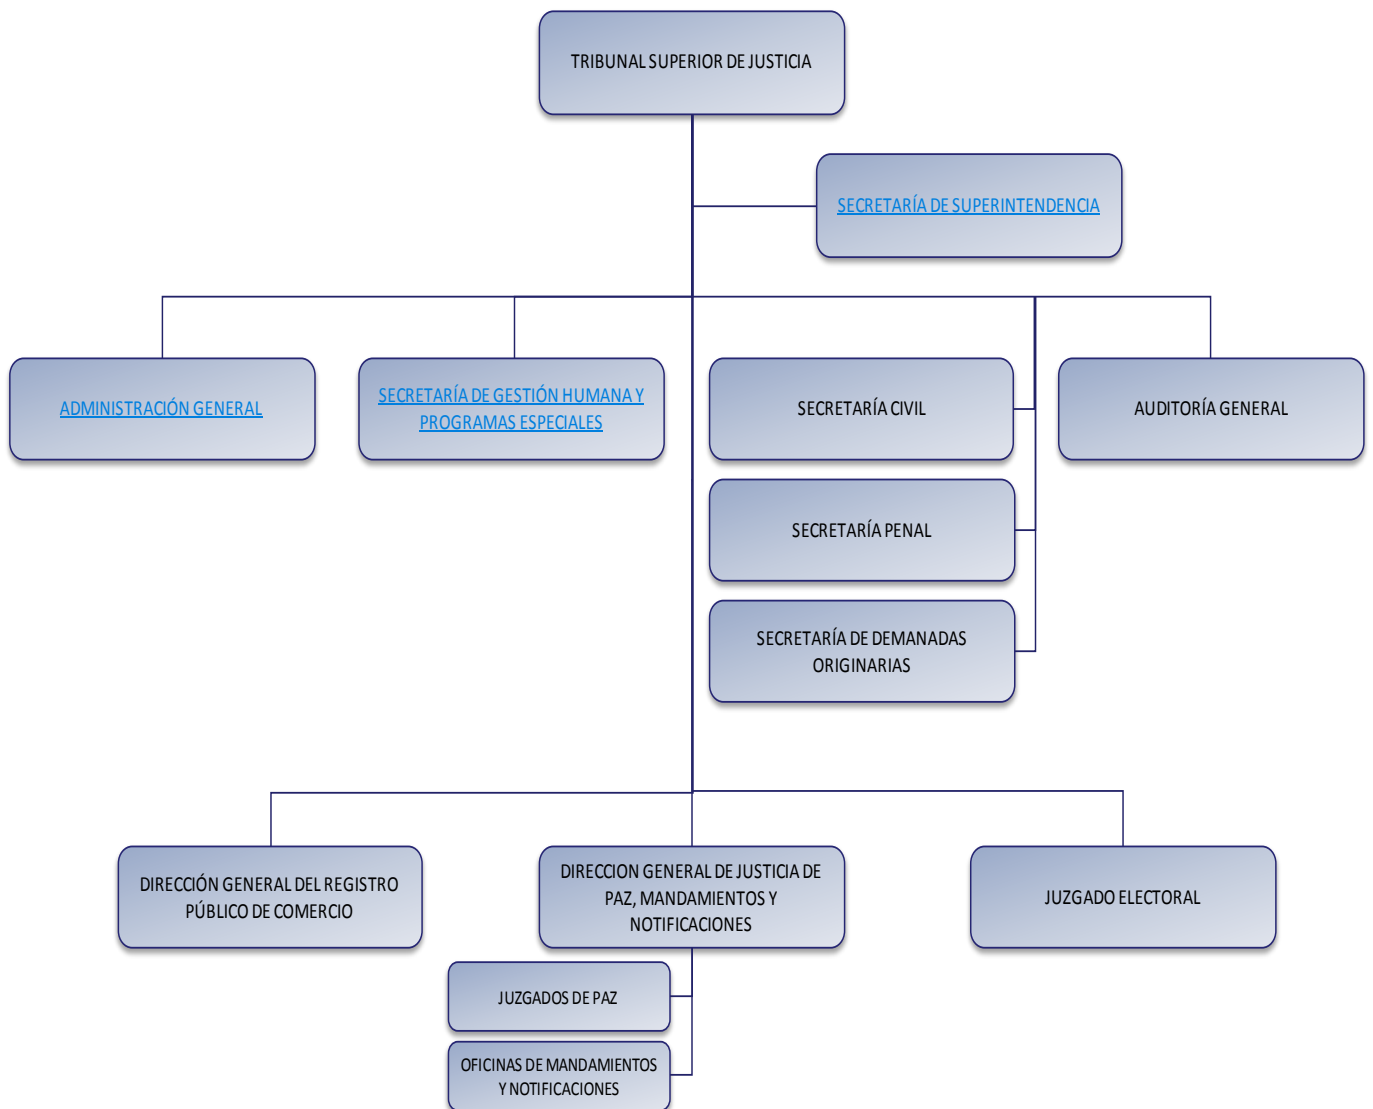 TRIBUNAL SUPERIOR DE JUSTICIA
SECRETARÍA DE SUPERINTENDENCIA
ADMINISTRACIÓN GENERAL
SECRETARÍA DE GESTIÓN HUMANA Y
PROGRAMAS ESPECIALES
SECRETARÍA CIVIL
AUDITORÍA GENERAL
SECRETARÍA PENAL
SECRETARÍA DE DEMANADAS
ORIGINARIAS
DIRECCIÓN GENERAL DEL REGISTRO
PÚBLICO DE COMERCIO
DIRECCION GENERAL DE JUSTICIA DE
PAZ, MANDAMIENTOS Y
NOTIFICACIONES
JUZGADO ELECTORAL
JUZGADOS DE PAZ
OFICINAS DE MANDAMIENTOS
Y NOTIFICACIONES